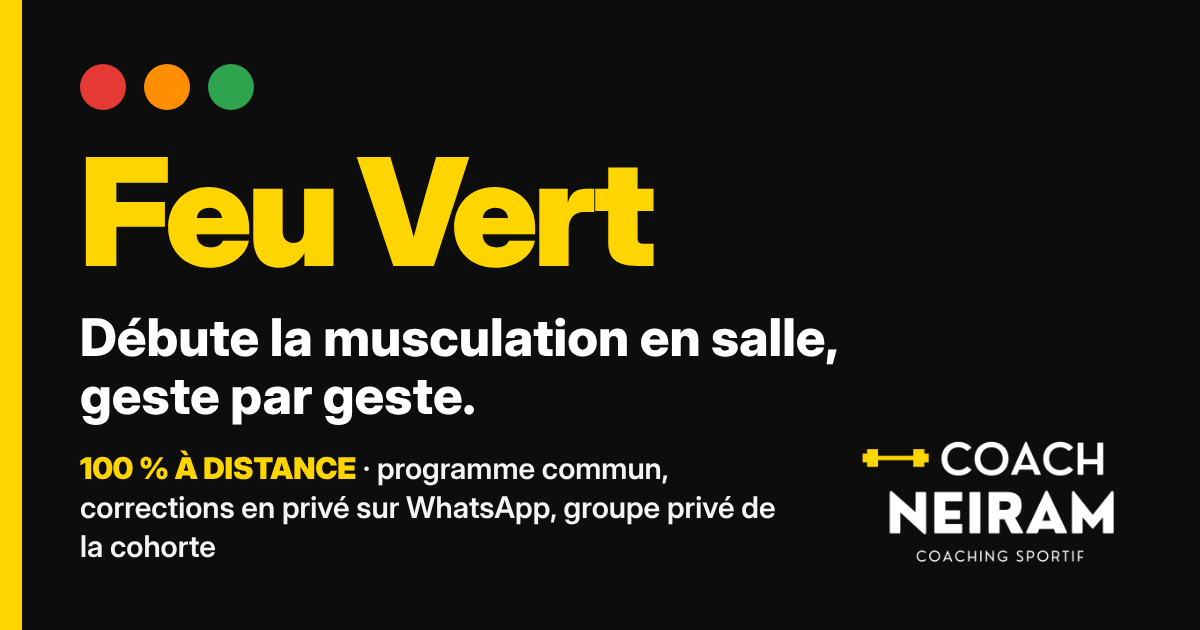 Feu Vert
Débute la musculation en salle,
geste par geste.
100 % À DISTANCE · programme commun,
corrections en privé sur WhatsApp, groupe privé de
la cohorte
COACH
NEIRAM
COACHING SPORTIF